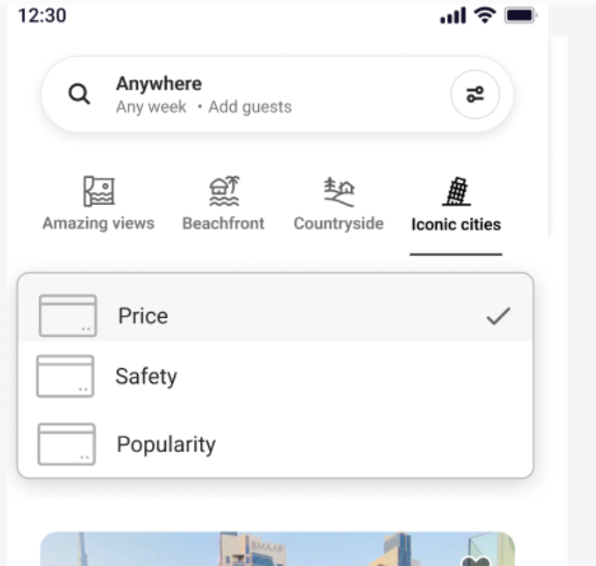 12:30
Anywhere
Any week • Add guests
Amazing views
Beachfront
Countryside
Iconic cities
Price
Safety
Popularity
EMAAR